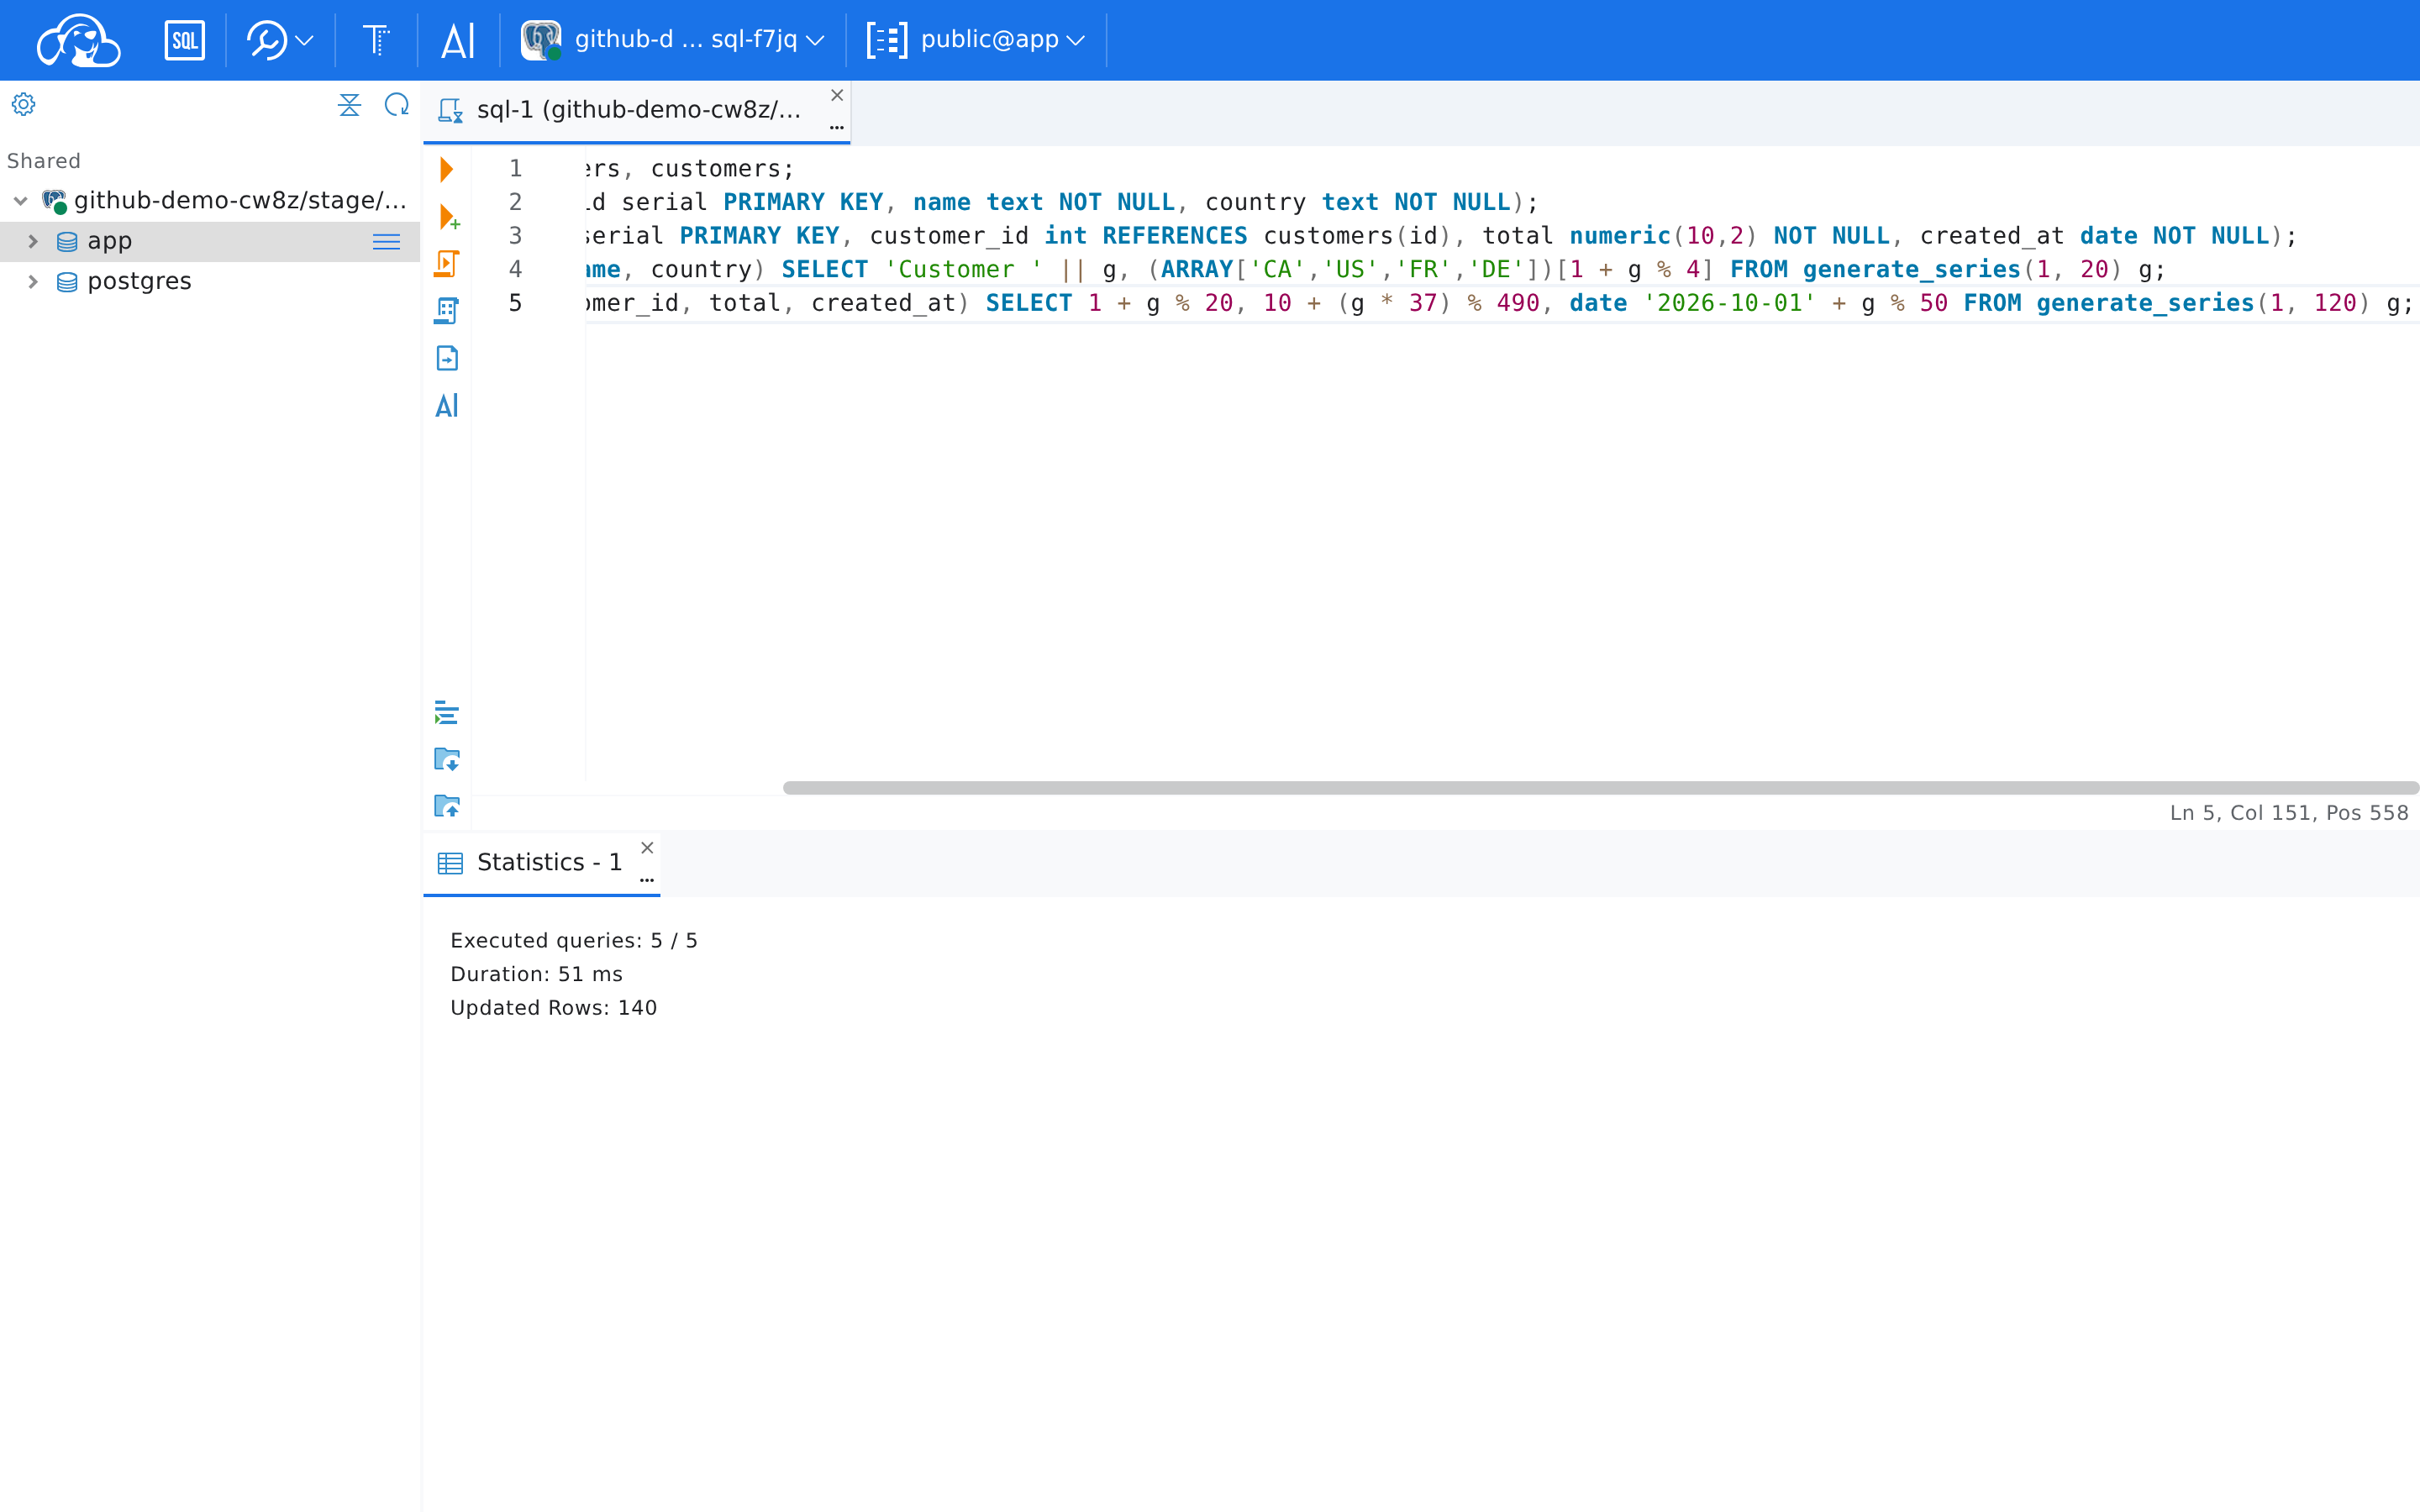 SQL
AI
github-d ... sql-f7jq
public@app
Shared
github-demo-cw8z/stage/...
app
postgres
sql-1 (github-demo-cw8z/...
AI
1 ers, customers;
2 id serial PRIMARY KEY, name text NOT NULL, country text NOT NULL);
3 serial PRIMARY KEY, customer_id int REFERENCES customers(id), total numeric(10,2) NOT NULL, created_at date NOT NULL);
4 ame, country) SELECT 'Customer ' || g, (ARRAY['CA','US','FR','DE'])[1 + g % 4] FROM generate_series(1, 20) g;
5 omer_id, total, created_at) SELECT 1 + g % 20, 10 + (g * 37) % 490, date '2026-10-01' + g % 50 FROM generate_series(1, 120) g;
Ln 5, Col 151, Pos 558
Statistics - 1
Executed queries: 5 / 5
Duration: 51 ms
Updated Rows: 140